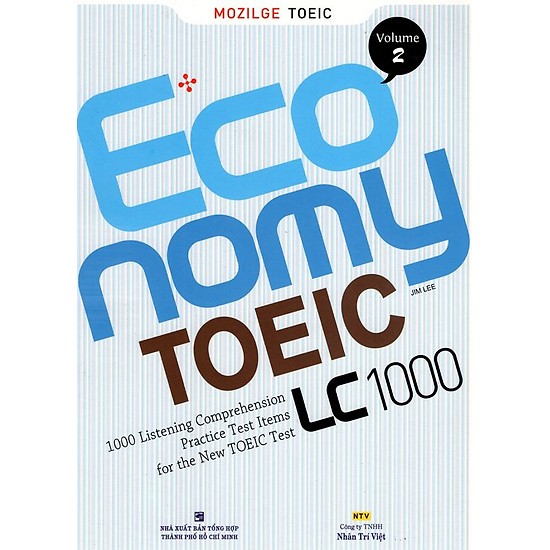 MOZILGE TOEIC
Volume
2
Eco
nomy
JIM LEE
TOEIC
LC 1000
1000 Listening Comprehension
Practice Test Items
for the New TOEIC Test
NHÀ XUẤT BẢN TỔNG HỢP
THÀNH PHỐ HỒ CHÍ MINH
NTV
Công ty TNHH
Nhân Trí Việt